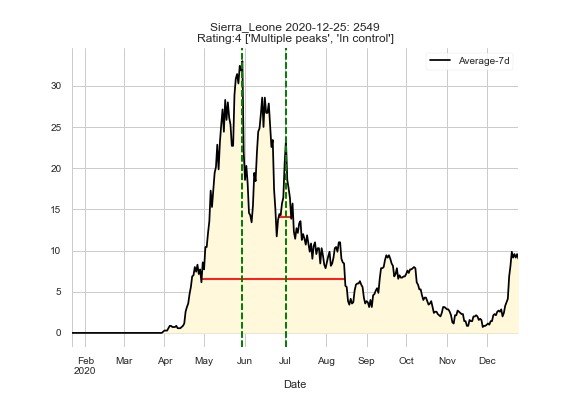 Sierra_Leone 2020-12-25: 2549
Rating:4 ['Multiple peaks', 'In control']
Average-7d
30
25
20
15
10
5
0
Feb Mar Apr May Jun Jul Aug Sep Oct Nov Dec
2020
Date